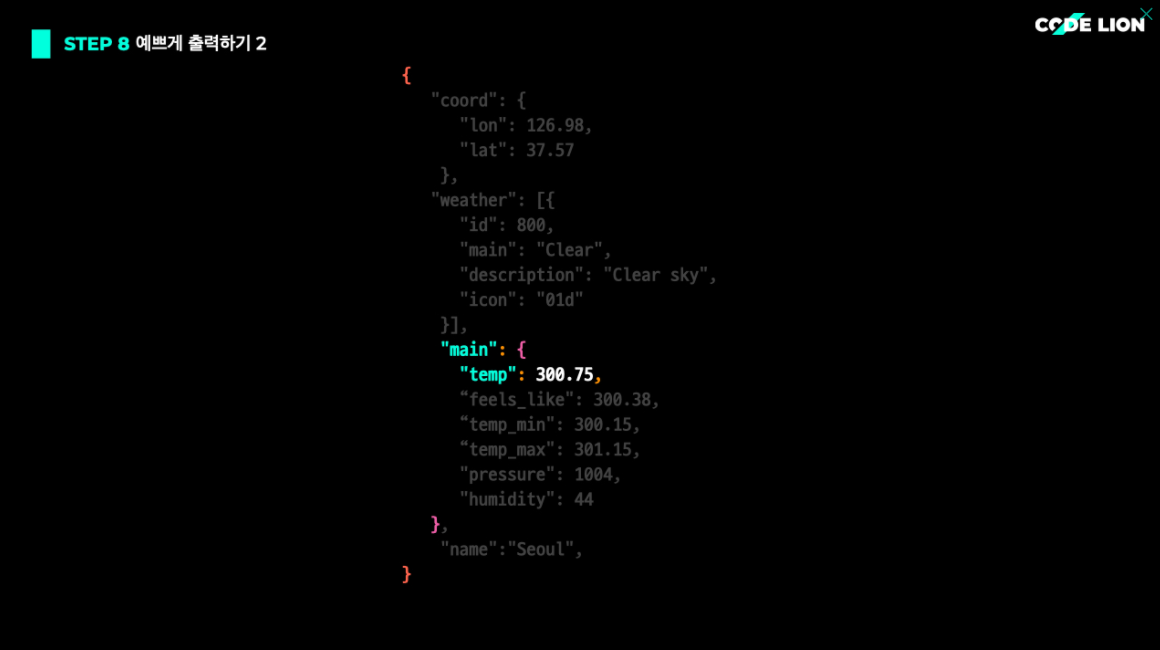 STEP 8 예쁘게 출력하기 2
CODE LION
{
"coord": {
"lon": 126.98,
"lat": 37.57
},
"weather": [{
"id": 800,
"main": "Clear",
"description": "Clear sky",
"icon": "01d"
}],
"main": {
"temp": 300.75,
“feels_like": 300.38,
“temp_min": 300.15,
“temp_max": 301.15,
"pressure": 1004,
"humidity": 44
},
"name":"Seoul",
}